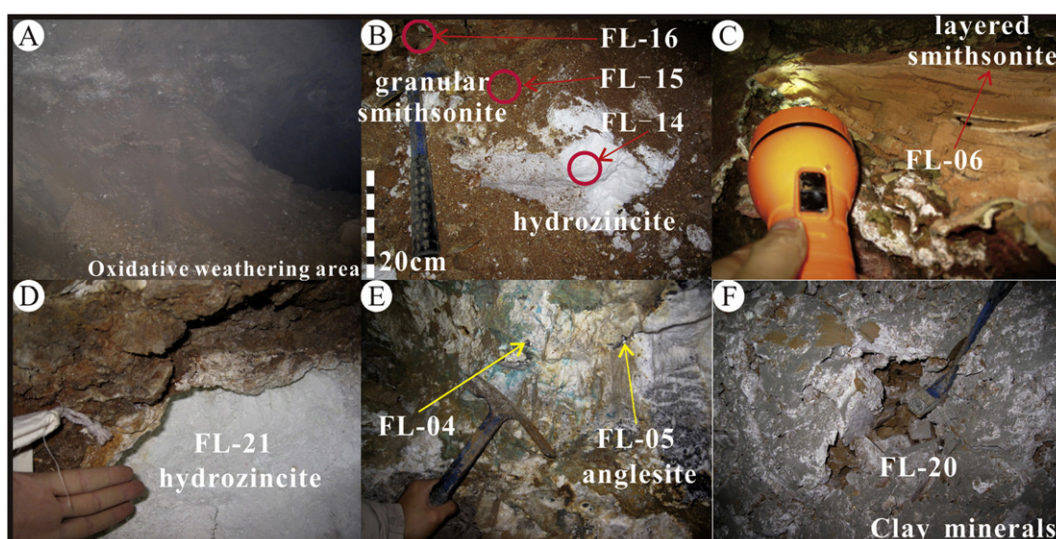 A
Oxidative weathering area
B
FL-16
granular
smithsonite
FL-15
FL-14
hydrozincite
20cm
C
layered
smithsonite
FL-06
D
FL-21
hydrozincite
E
FL-04
FL-05
anglesite
F
FL-20
Clay minerals